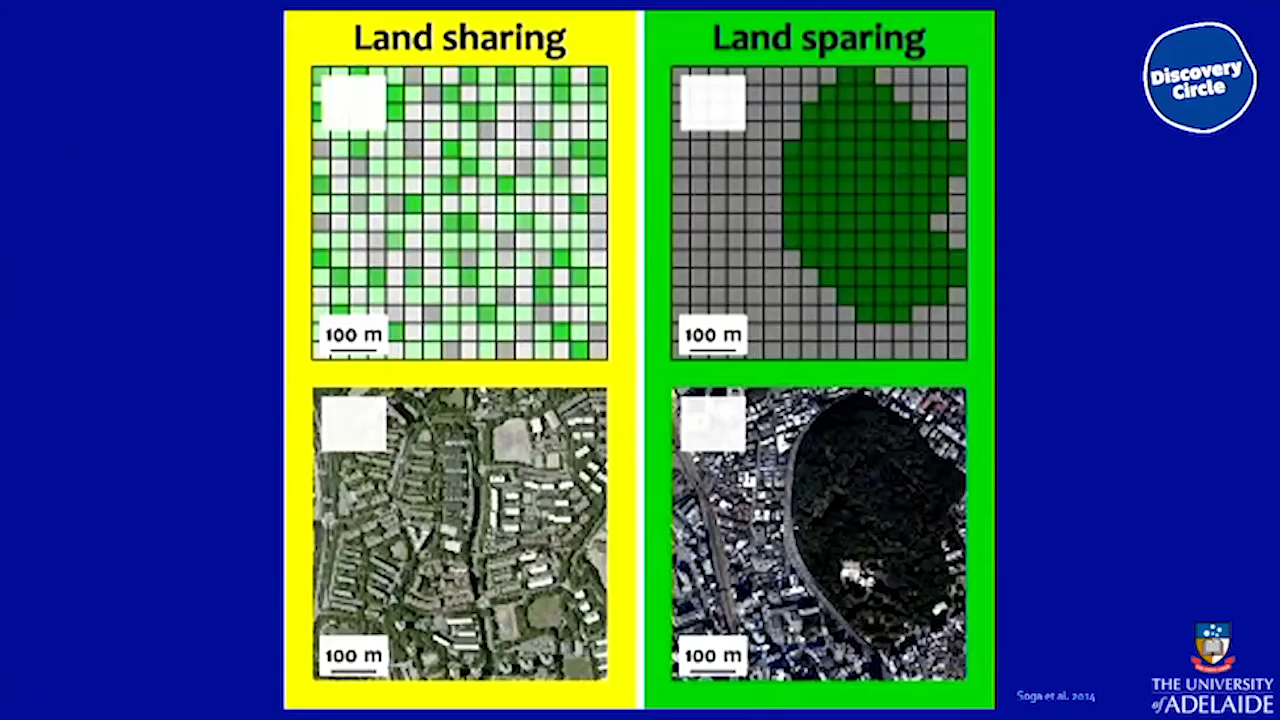 Land sharing
Land sparing
Discovery
Circle
100 m
100 m
100 m
100 m
Soga et al. 2014
THE UNIVERSITY
of ADELAIDE